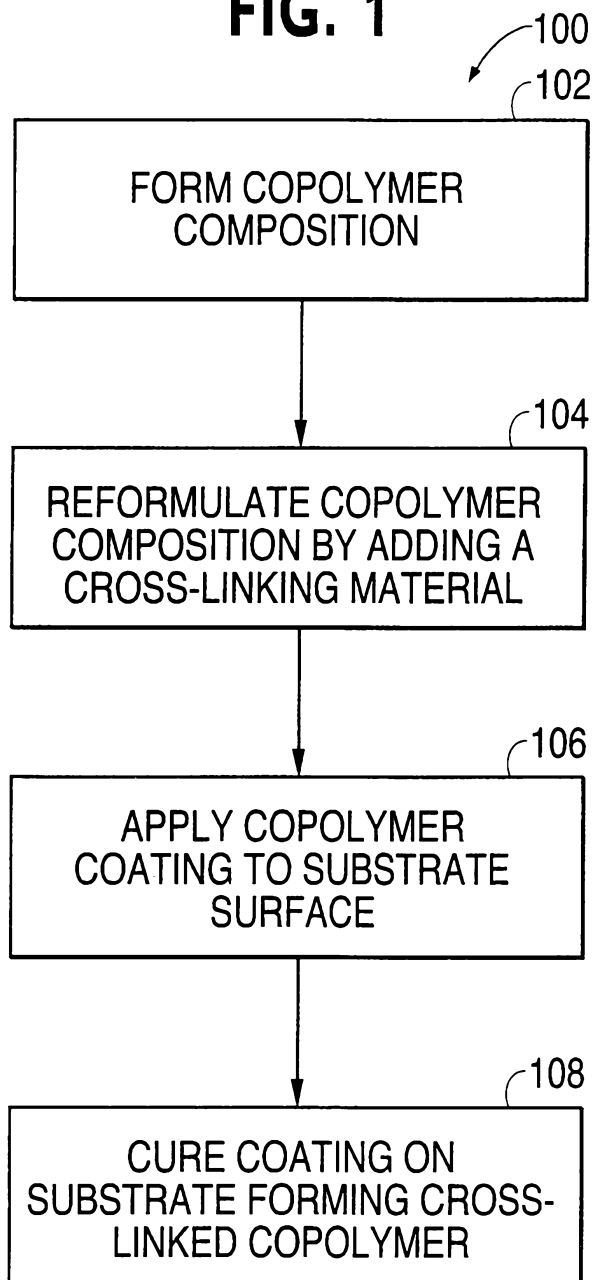 FIG. 1
100
102
FORM COPOLYMER
COMPOSITION
104
REFORMULATE COPOLYMER
COMPOSITION BY ADDING A
CROSS-LINKING MATERIAL
106
APPLY COPOLYMER
COATING TO SUBSTRATE
SURFACE
108
CURE COATING ON
SUBSTRATE FORMING CROSS-
LINKED COPOLYMER